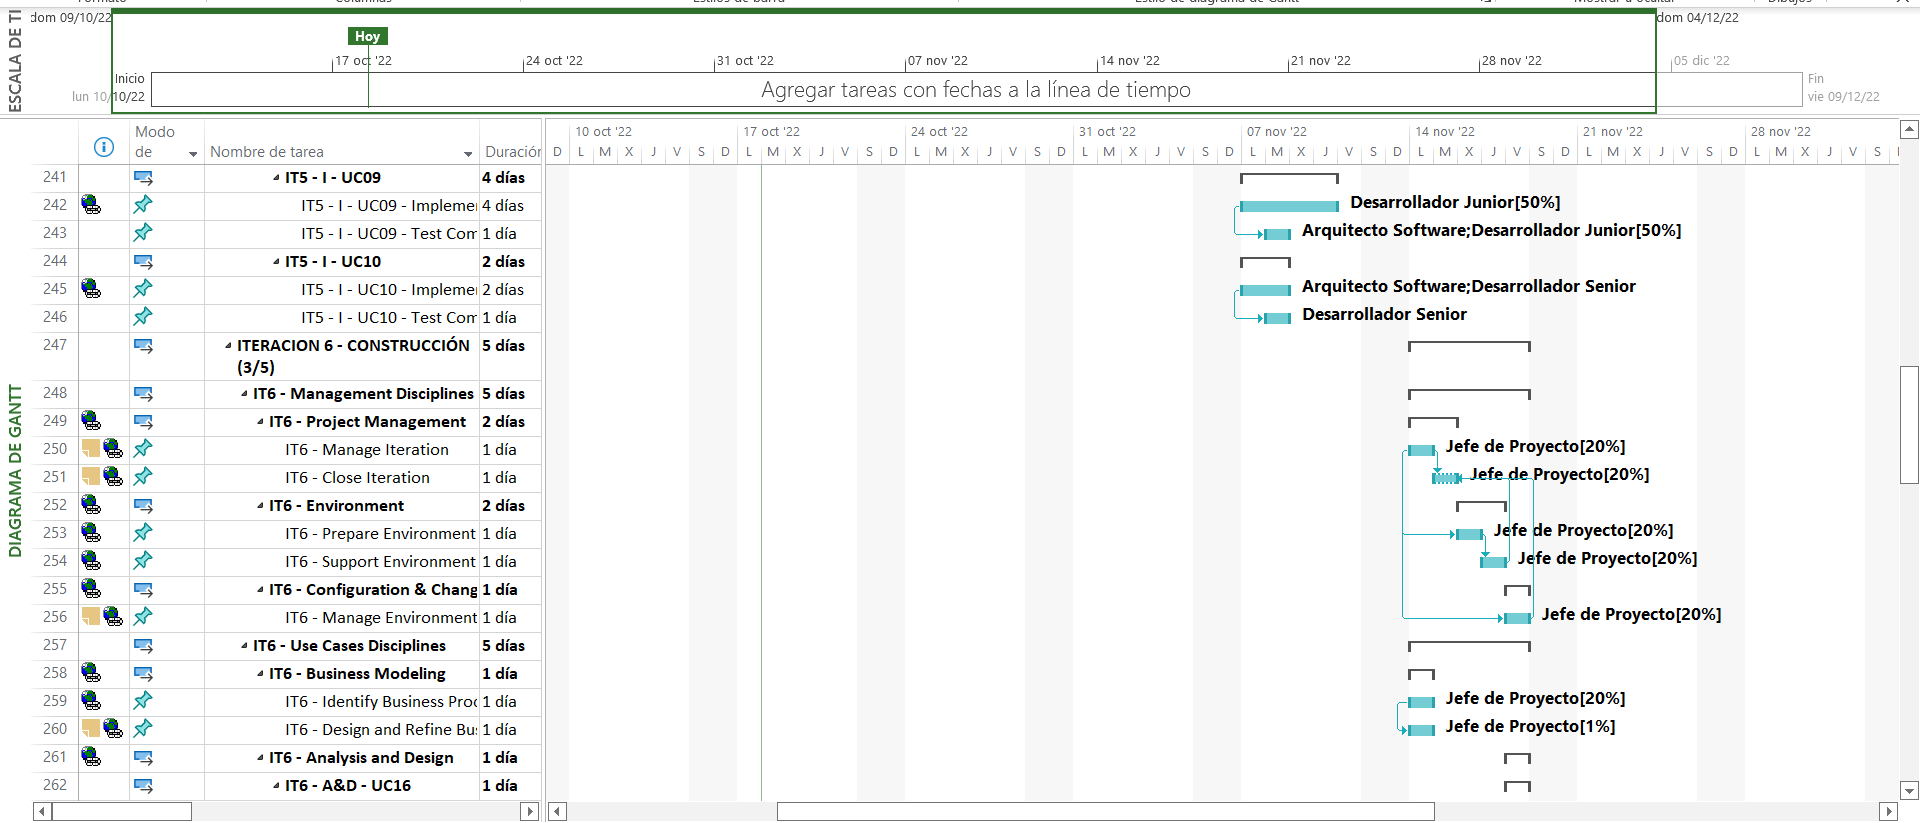 dom 09/10/22
dom 04/12/22
Hoy
17 oct '22
24 oct '22
31 oct '22
07 nov '22
14 nov '22
21 nov '22
28 nov '22
05 dic '22
Inicio
lun 10/10/22
Agregar tareas con fechas a la línea de tiempo
Fin
vie 09/12/22
ESCALA DE TI
DIAGRAMA DE GANTT
Modo de
Nombre de tarea
Duración
10 oct '22 17 oct '22 24 oct '22 31 oct '22 07 nov '22 14 nov '22 21 nov '22 28 nov '22
D L M X J V S D L M X J V S D L M X J V S D L M X J V S D L M X J V S D L M X J V S D L M X J V S D L M X J V S
241 IT5 - I - UC09 4 días
242 IT5 - I - UC09 - Implemen 4 días Desarrollador Junior[50%]
243 IT5 - I - UC09 - Test Com 1 día Arquitecto Software;Desarrollador Junior[50%]
244 IT5 - I - UC10 2 días
245 IT5 - I - UC10 - Implemen 2 días Arquitecto Software;Desarrollador Senior
246 IT5 - I - UC10 - Test Com 1 día Desarrollador Senior
247 ITERACION 6 - CONSTRUCCIÓN 5 días
(3/5)
248 IT6 - Management Disciplines 5 días
249 IT6 - Project Management 2 días
250 IT6 - Manage Iteration 1 día Jefe de Proyecto[20%]
251 IT6 - Close Iteration 1 día Jefe de Proyecto[20%]
252 IT6 - Environment 2 días
253 IT6 - Prepare Environment 1 día Jefe de Proyecto[20%]
254 IT6 - Support Environment 1 día Jefe de Proyecto[20%]
255 IT6 - Configuration & Chang 1 día
256 IT6 - Manage Environment 1 día Jefe de Proyecto[20%]
257 IT6 - Use Cases Disciplines 5 días
258 IT6 - Business Modeling 1 día
259 IT6 - Identify Business Proc 1 día Jefe de Proyecto[20%]
260 IT6 - Design and Refine Bus 1 día Jefe de Proyecto[1%]
261 IT6 - Analysis and Design 1 día
262 IT6 - A&D - UC16 1 día